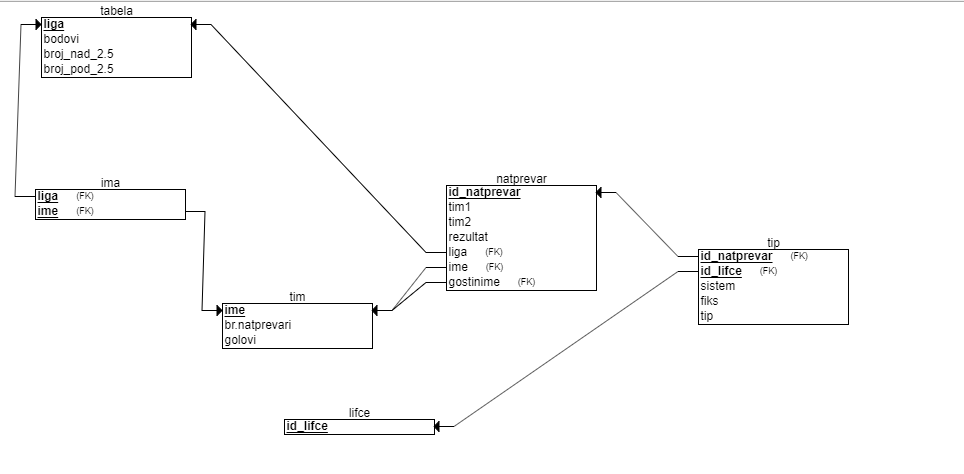 tabela
liga
bodovi
broj_nad_2.5
broj_pod_2.5
ima
liga (FK)
ime (FK)
natprevar
id_natprevar
tim1
tim2
rezultat
liga (FK)
ime (FK)
gostinime (FK)
tip
id_natprevar (FK)
id_lifce (FK)
sistem
fiks
tip
tim
ime
br.natprevari
golovi
lifce
id_lifce